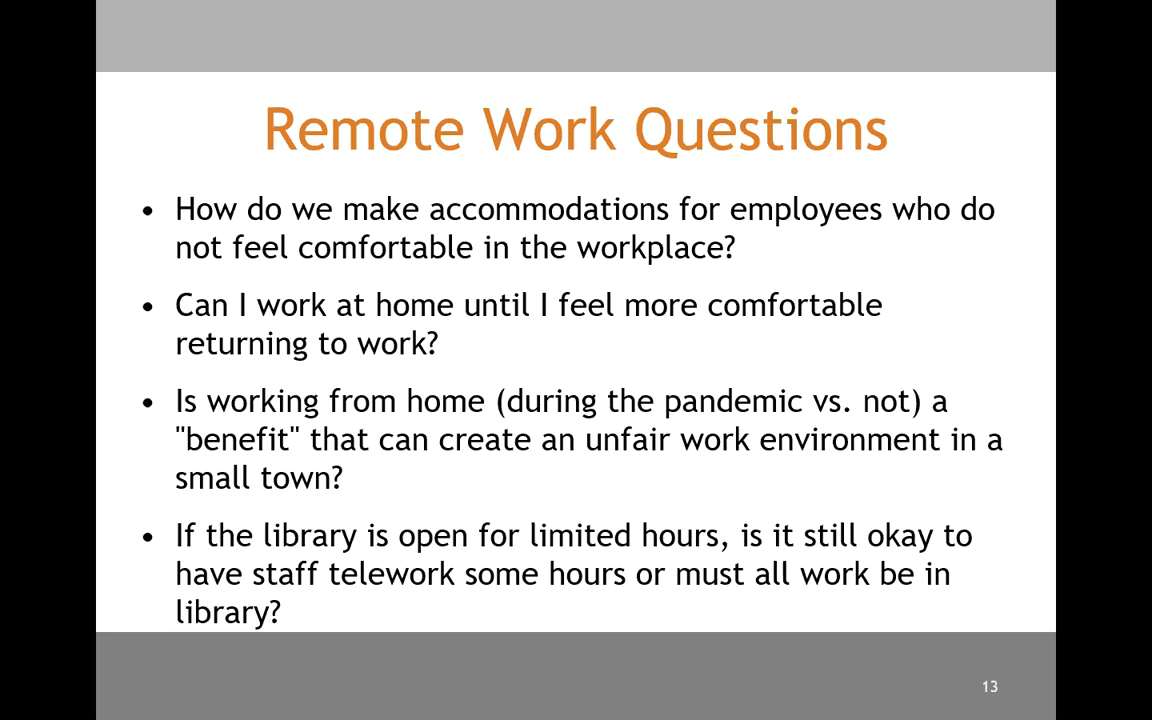 Remote Work Questions
• How do we make accommodations for employees who do
not feel comfortable in the workplace?
• Can I work at home until I feel more comfortable
returning to work?
• Is working from home (during the pandemic vs. not) a
"benefit" that can create an unfair work environment in a
small town?
• If the library is open for limited hours, is it still okay to
have staff telework some hours or must all work be in
library?
13